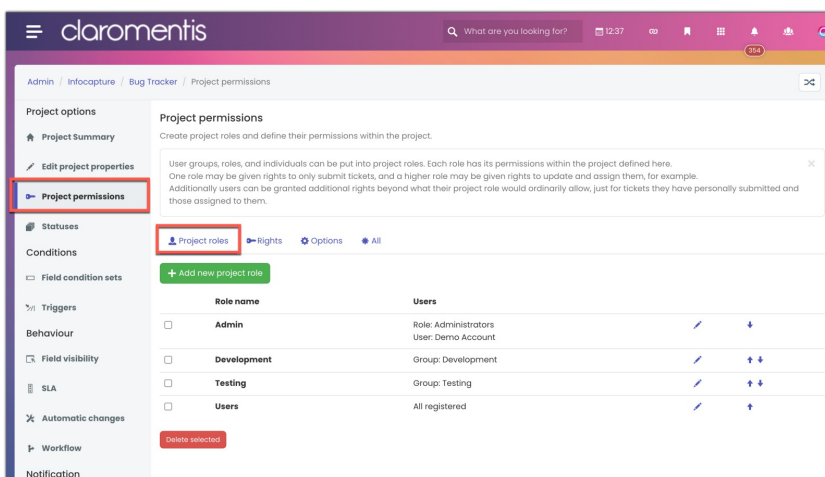 claromentis
What are you looking for?
12:37
354
Admin / Infocapture / Bug Tracker / Project permissions
Project options
Project Summary
Edit project properties
Project permissions
Statuses
Conditions
Field condition sets
Triggers
Behaviour
Field visibility
SLA
Automatic changes
Workflow
Notification
Project permissions
Create project roles and define their permissions within the project.
User groups, roles, and individuals can be put into project roles. Each role has its permissions within the project defined here.
One role may be given rights to only submit tickets, and a higher role may be given rights to update and assign them, for example.
Additionally users can be granted additional rights beyond what their project role would ordinarily allow, just for tickets they have personally submitted and
those assigned to them.
Project roles Rights Options All
+ Add new project role
Role name Users
Admin Role: Administrators
User: Demo Account
Development Group: Development
Testing Group: Testing
Users All registered
Delete selected